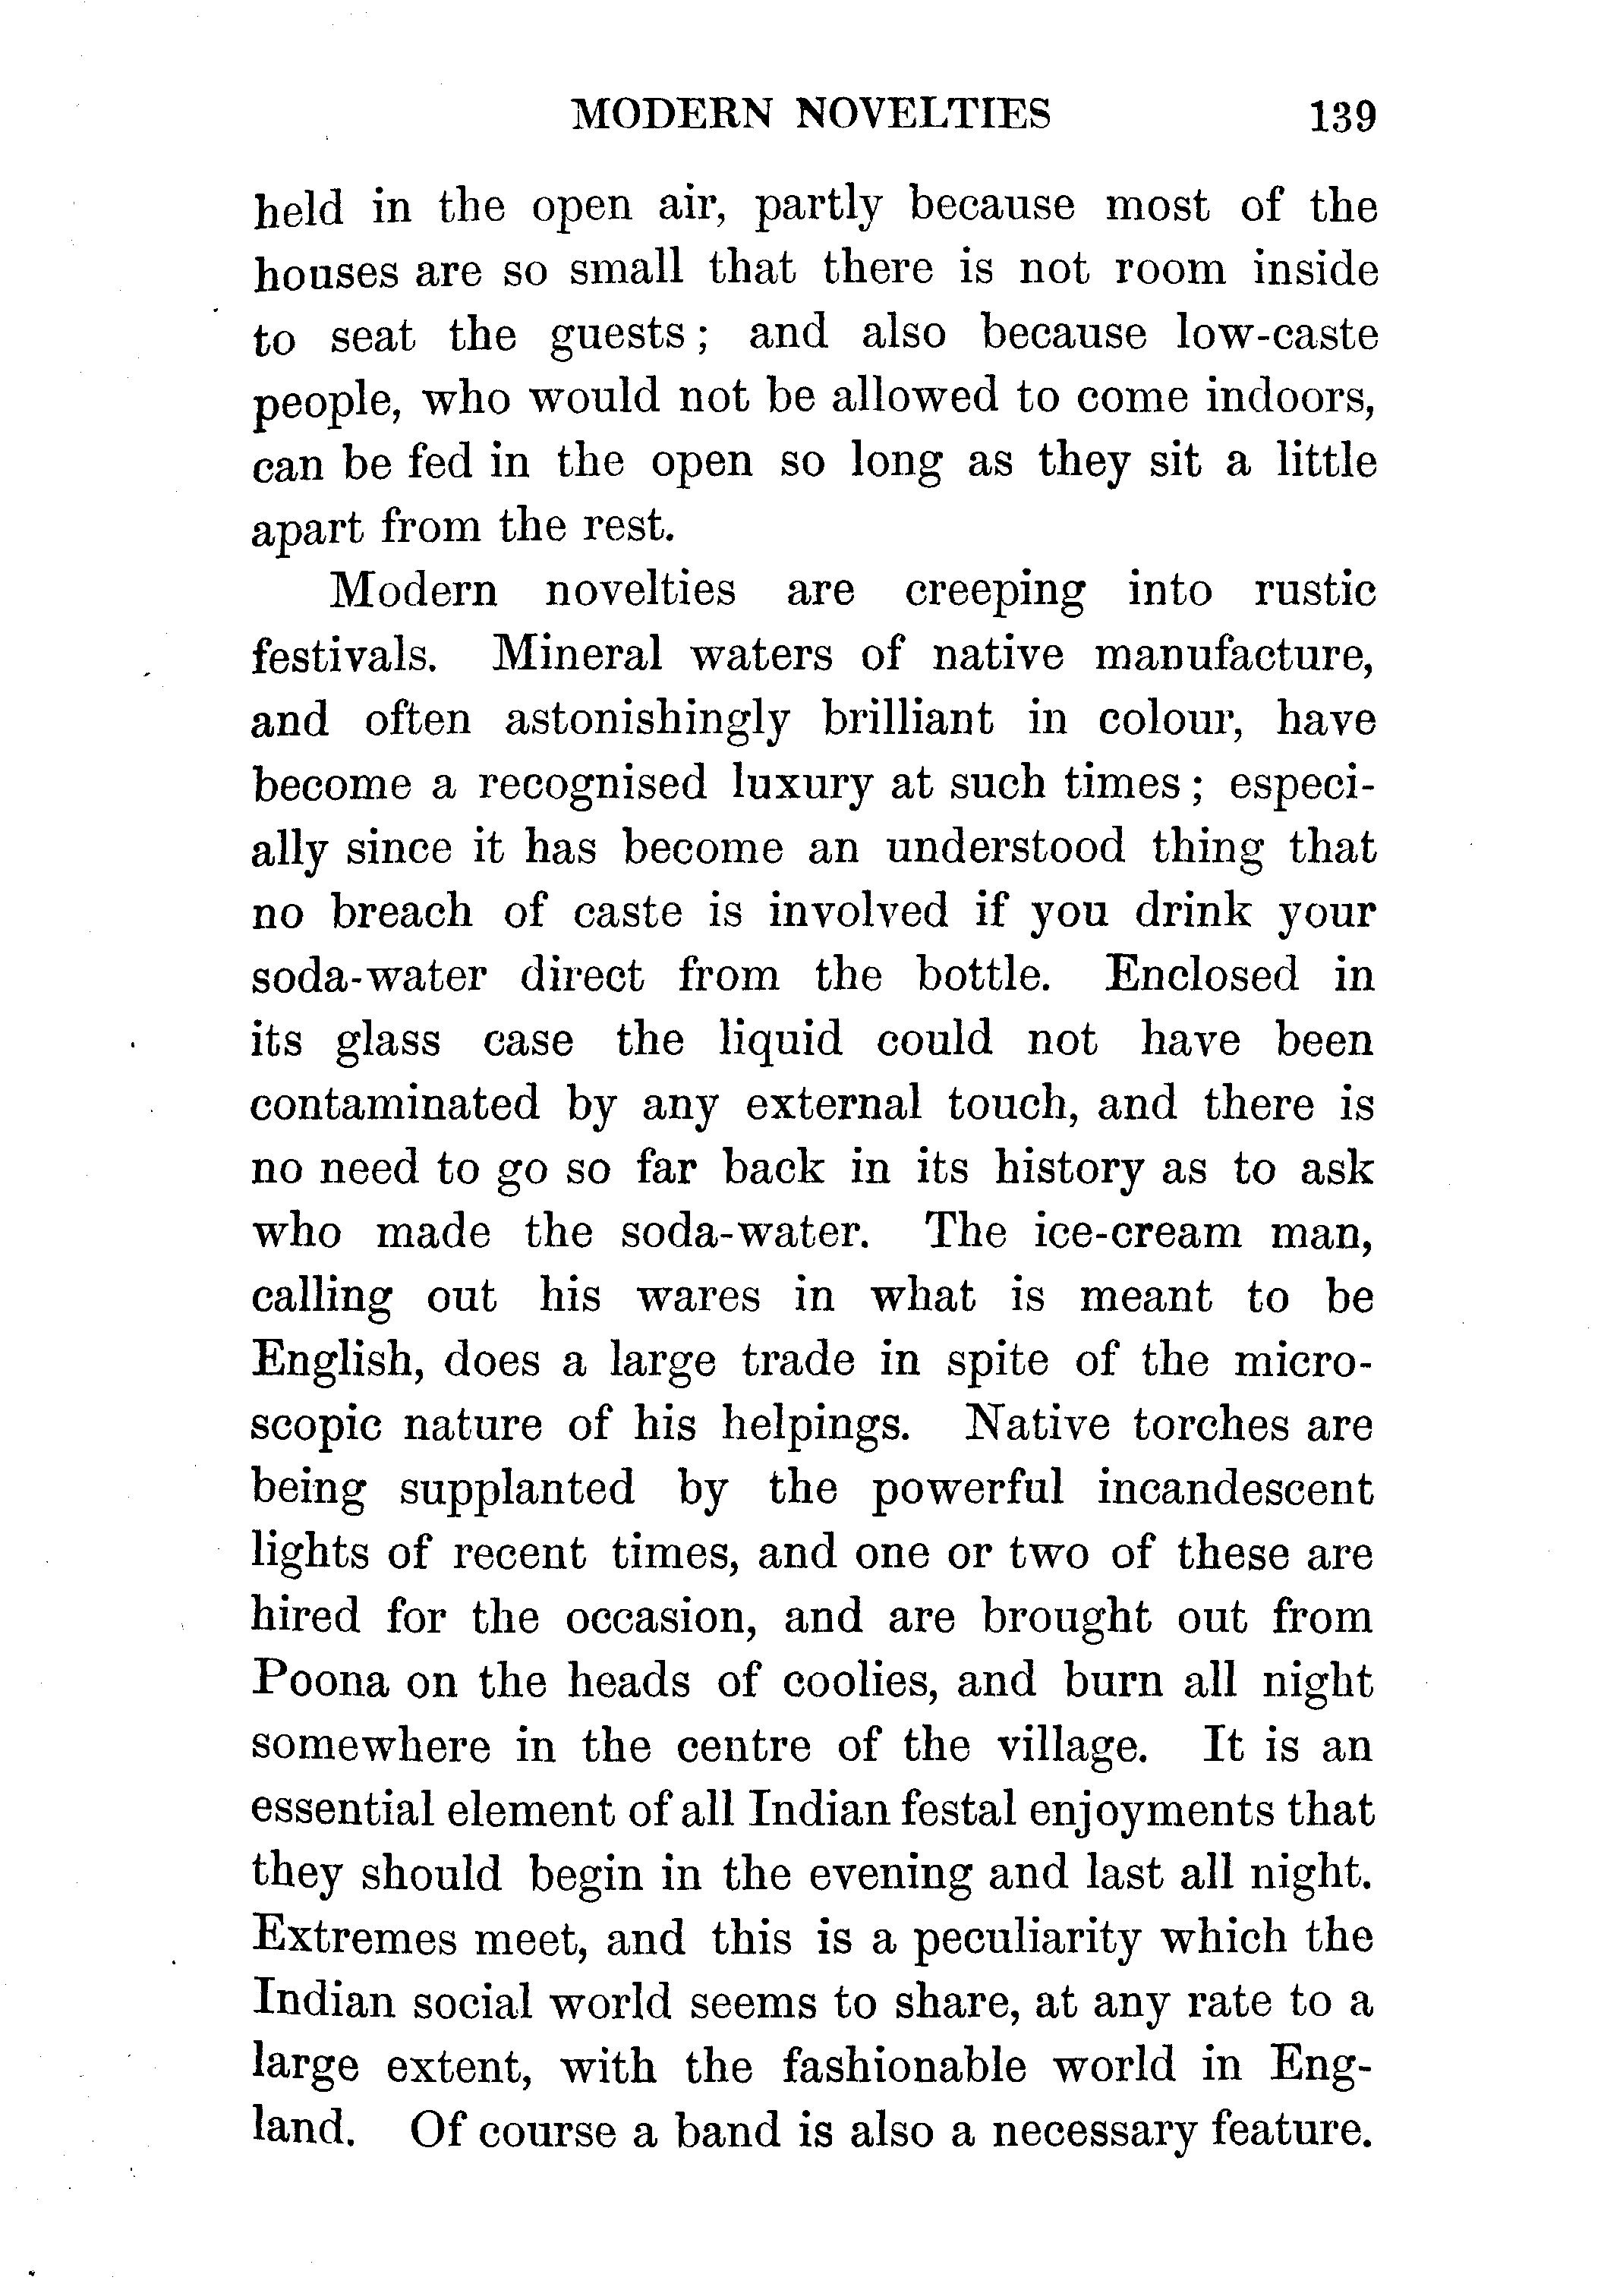 MODERN NOVELTIES 139
held in the open air, partly because most of the
houses are so small that there is not room inside
to seat the guests; and also because low-caste
people, who would not be allowed to come indoors,
can be fed in the open so long as they sit a little
apart from the rest.
Modern novelties are creeping into rustic
festivals. Mineral waters of native manufacture,
and often astonishingly brilliant in colour, have
become a recognised luxury at such times; especi-
ally since it has become an understood thing that
no breach of caste is involved if you drink your
soda-water direct from the bottle. Enclosed in
its glass case the liquid could not have been
contaminated by any external touch, and there is
no need to go so far back in its history as to ask
who made the soda-water. The ice-cream man,
calling out his wares in what is meant to be
English, does a large trade in spite of the micro-
scopic nature of his helpings. Native torches are
being supplanted by the powerful incandescent
lights of recent times, and one or two of these are
hired for the occasion, and are brought out from
Poona on the heads of coolies, and burn all night
somewhere in the centre of the village. It is an
essential element of all Indian festal enjoyments that
they should begin in the evening and last all night.
Extremes meet, and this is a peculiarity which the
Indian social world seems to share, at any rate to a
large extent, with the fashionable world in Eng-
land. Of course a band is also a necessary feature.